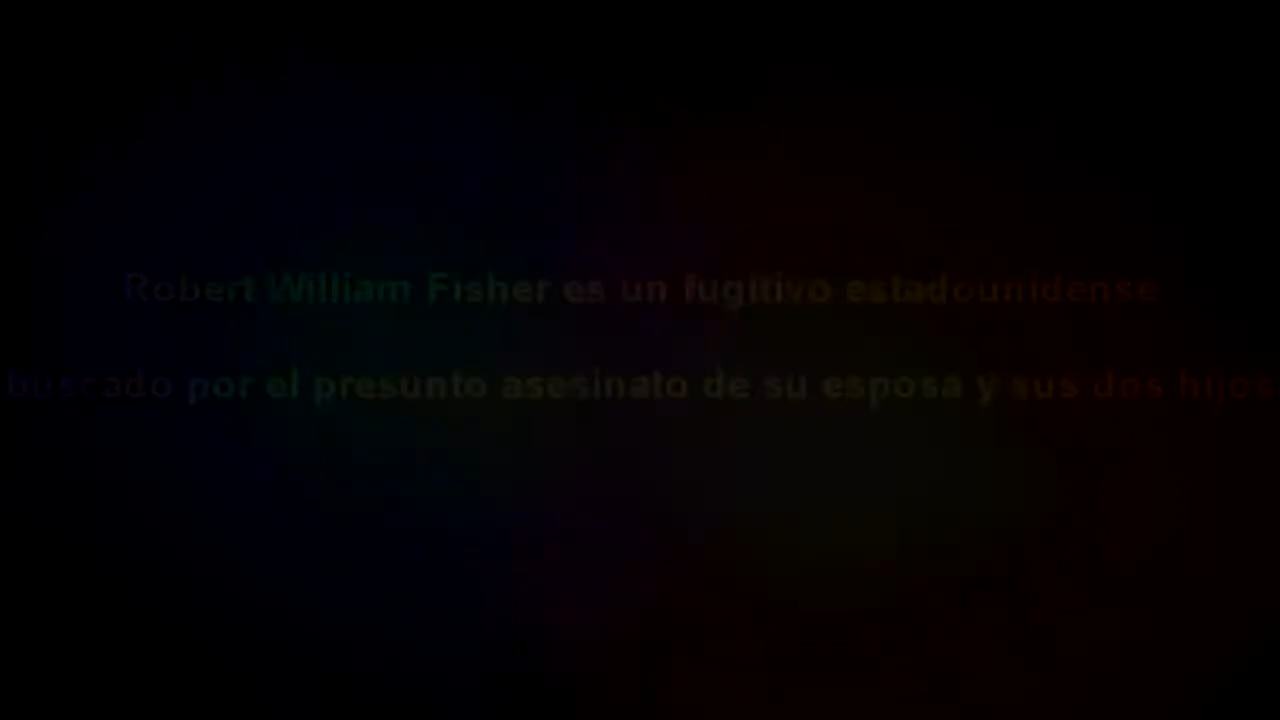 Robert William Fisher es un fugitivo estadounidense
buscado por el presunto asesinato de su esposa y sus dos hijos